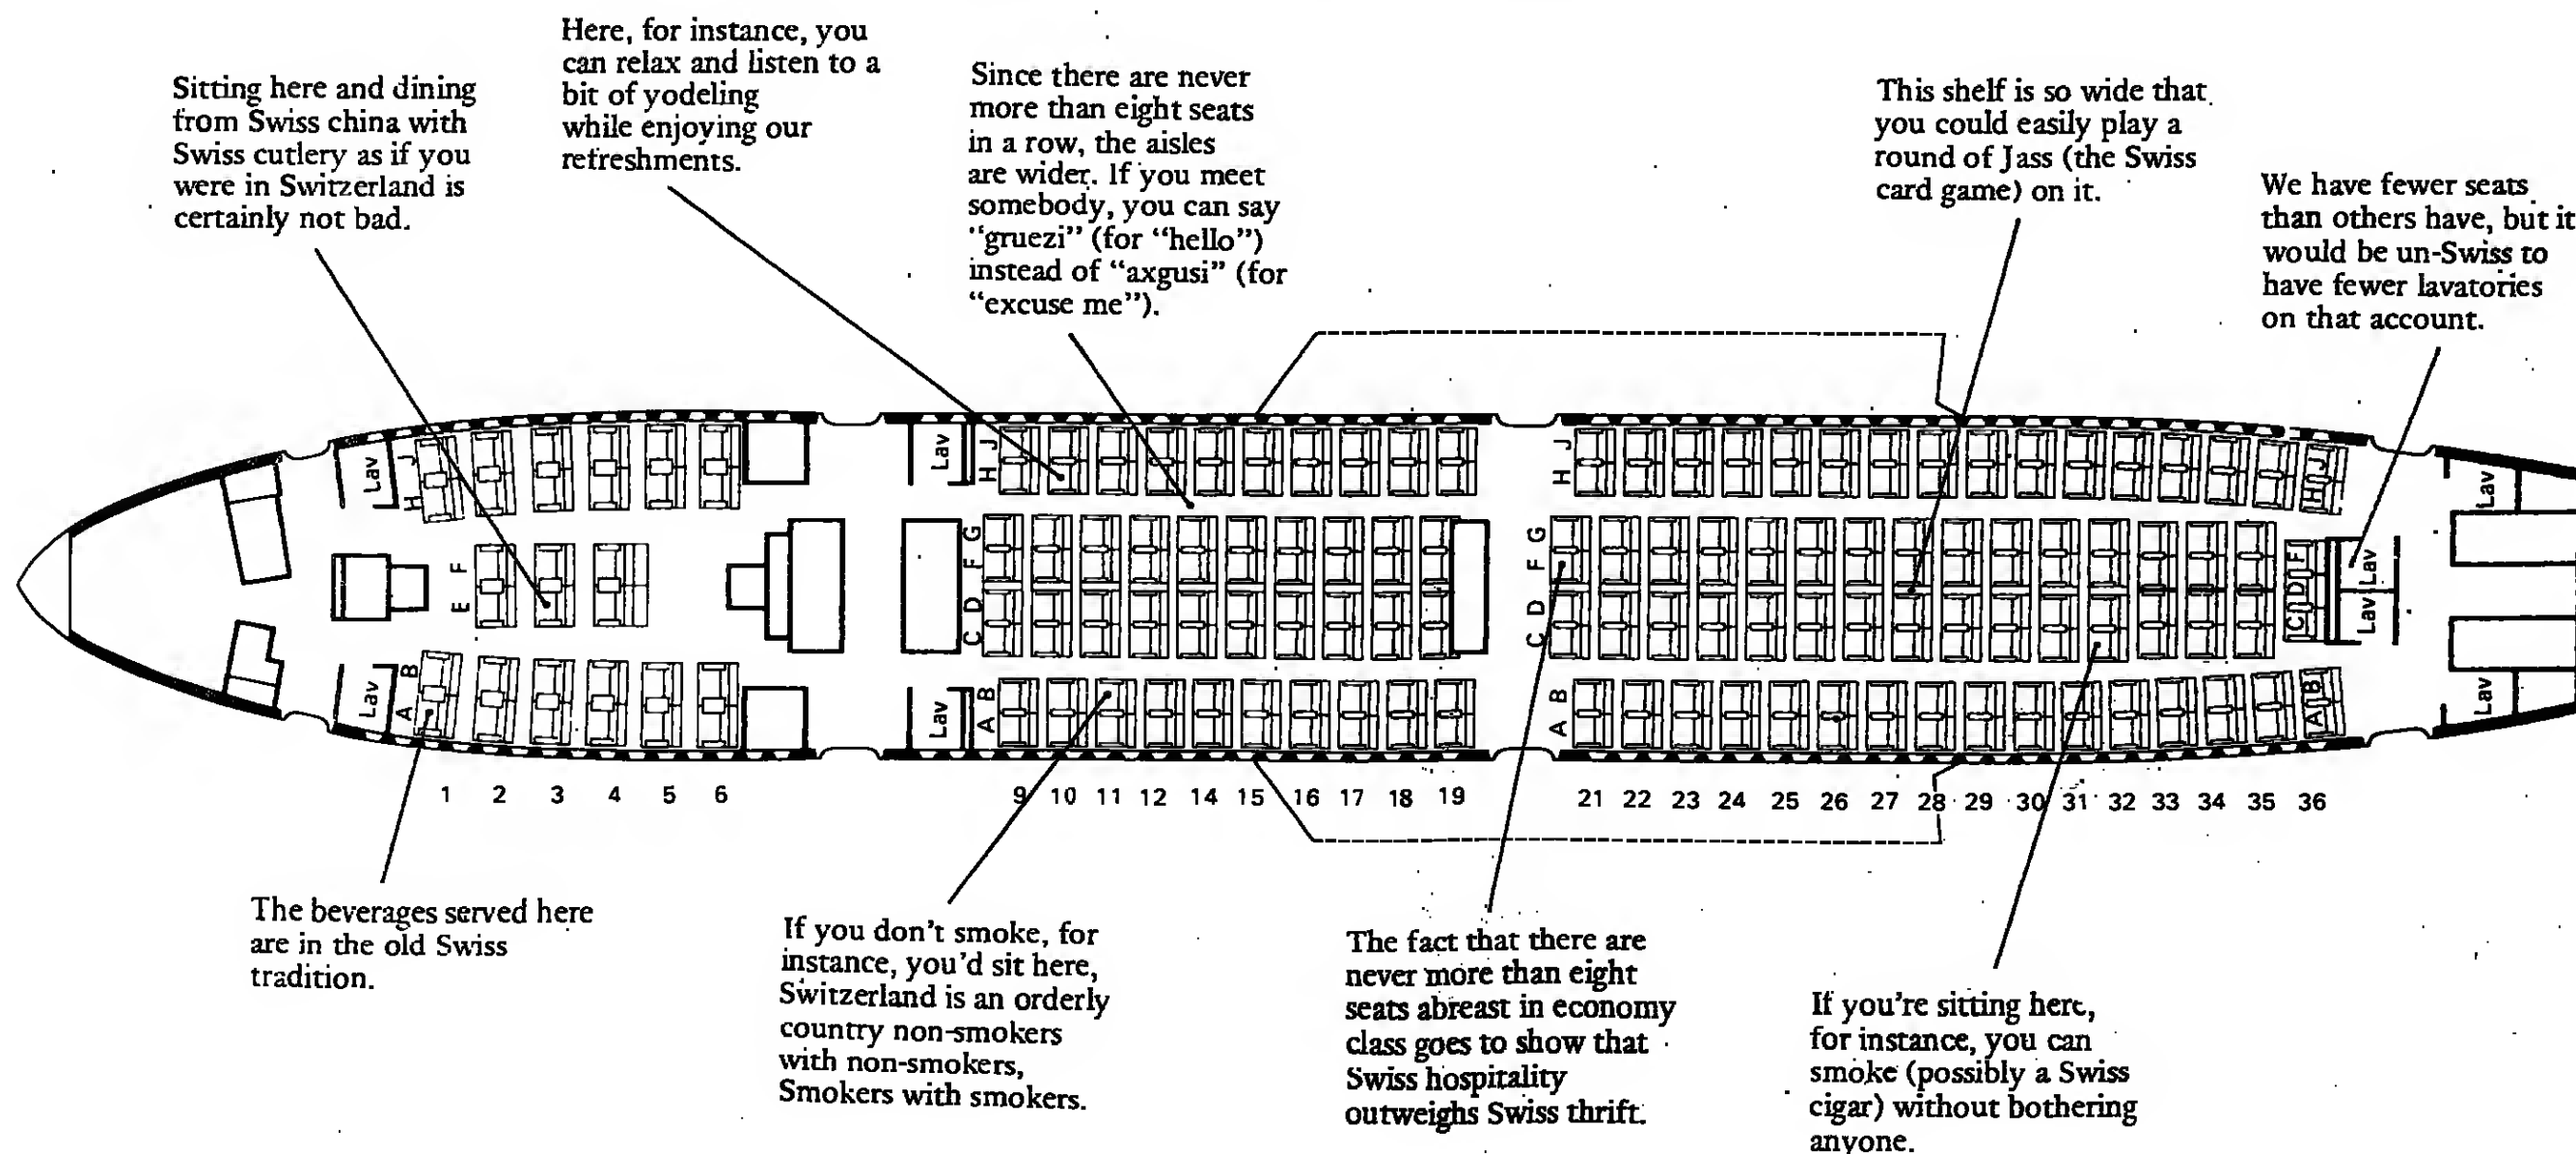 Sitting here and dining
from Swiss china with
Swiss cutlery as if you
were in Switzerland is
certainly not bad.
Here, for instance, you
can relax and listen to a
bit of yodeling
while enjoying our
refreshments.
Since there are never
more than eight seats
in a row, the aisles
are wider. If you meet
somebody, you can say
"gruezi" (for "hello")
instead of "axgusi" (for
"excuse me").
This shelf is so wide that
you could easily play a
round of Jass (the Swiss
card game) on it.
We have fewer seats
than others have, but it
would be un-Swiss to
have fewer lavatories
on that account.
Lav
H J
Lav
H J
H J
H J
Lav
E F
C D F G
C D F G
C D F
Lav Lav
Lav
A B
Lav
A B
A B
A B
Lav
1 2 3 4 5 6 9 10 11 12 14 15 16 17 18 19 21 22 23 24 25 26 27 28 29 30 31 32 33 34 35 36
The beverages served here
are in the old Swiss
tradition.
If you don't smoke, for
instance, you'd sit here,
Switzerland is an orderly
country non-smokers
with non-smokers,
Smokers with smokers.
The fact that there are
never more than eight
seats abreast in economy
class goes to show that
Swiss hospitality
outweighs Swiss thrift.
If you're sitting here,
for instance, you can
smoke (possibly a Swiss
cigar) without bothering
anyone.